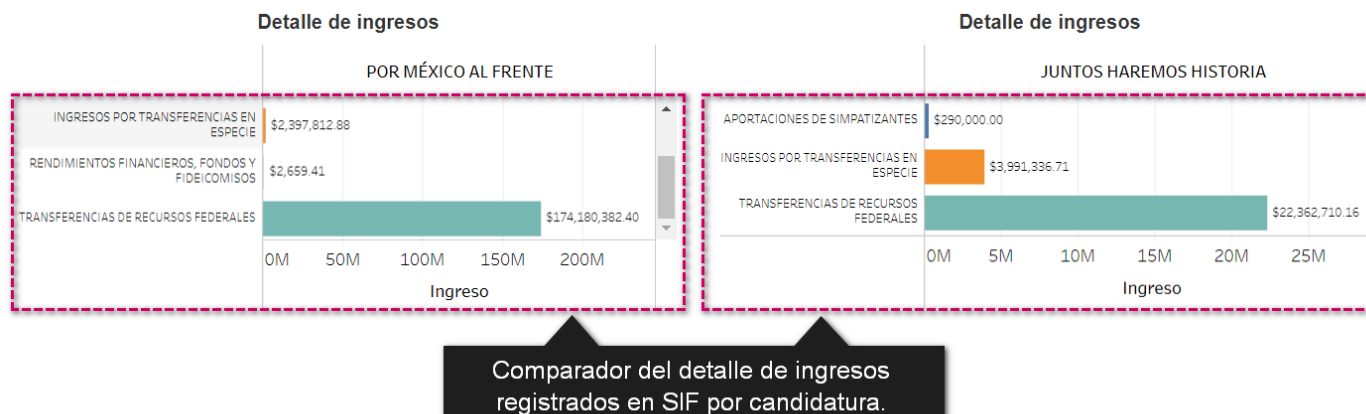 Detalle de ingresos
POR MÉXICO AL FRENTE
INGRESOS POR TRANSFERENCIAS EN
ESPECIE
$2,397,812.88
RENDIMIENTOS FINANCIEROS, FONDOS Y
FIDEICOMISOS
$2,659.41
TRANSFERENCIAS DE RECURSOS FEDERALES
$174,180,382.40
0M 50M 100M 150M 200M
Ingreso
Detalle de ingresos
JUNTOS HAREMOS HISTORIA
APORTACIONES DE SIMPATIZANTES
$290,000.00
INGRESOS POR TRANSFERENCIAS EN
ESPECIE
$3,991,336.71
TRANSFERENCIAS DE RECURSOS
FEDERALES
$22,362,710.16
0M 5M 10M 15M 20M 25M
Ingreso
Comparador del detalle de ingresos
registrados en SIF por candidatura.